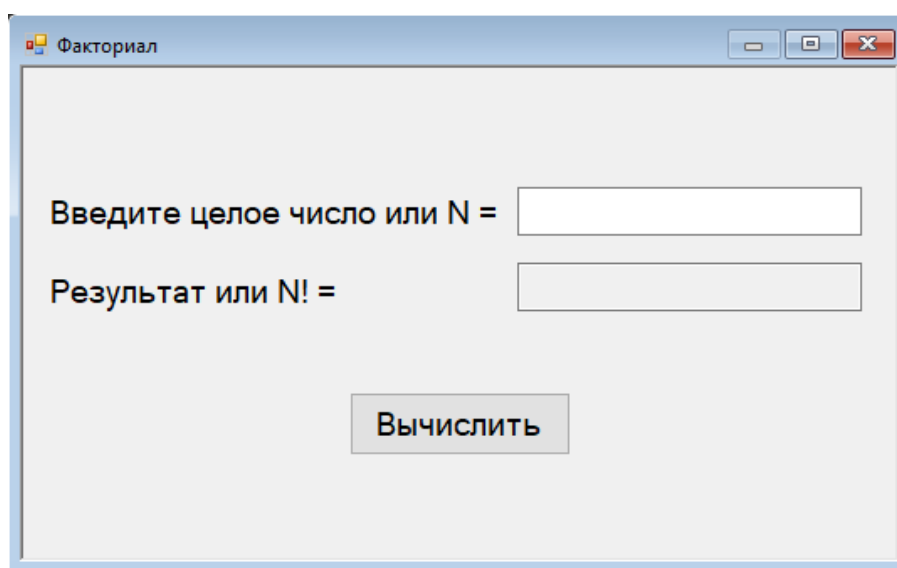 Факториал
Введите целое число или N =
Результат или N! =
Вычислить